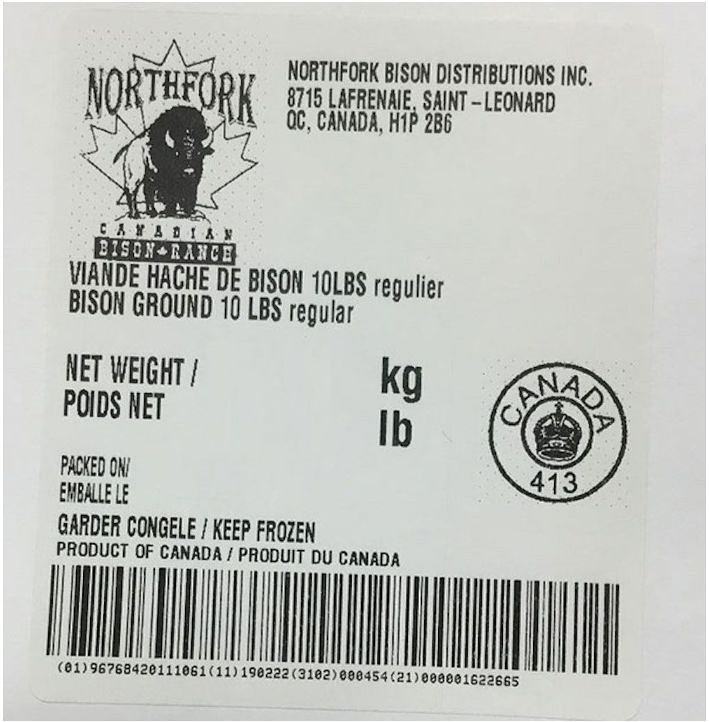 NORTHFORK
CANADIAN
BISON RANCH
NORTHFORK BISON DISTRIBUTIONS INC.
8715 LAFRENAIE, SAINT-LEONARD
QC, CANADA, H1P 2B6
VIANDE HACHE DE BISON 10LBS regulier
BISON GROUND 10 LBS regular
NET WEIGHT /
POIDS NET
kg
lb
CANADA
413
PACKED ON/
EMBALLE LE
GARDER CONGELE / KEEP FROZEN
PRODUCT OF CANADA / PRODUIT DU CANADA
(01)96768420111061(11)190222(3102)000454(21)000001622665